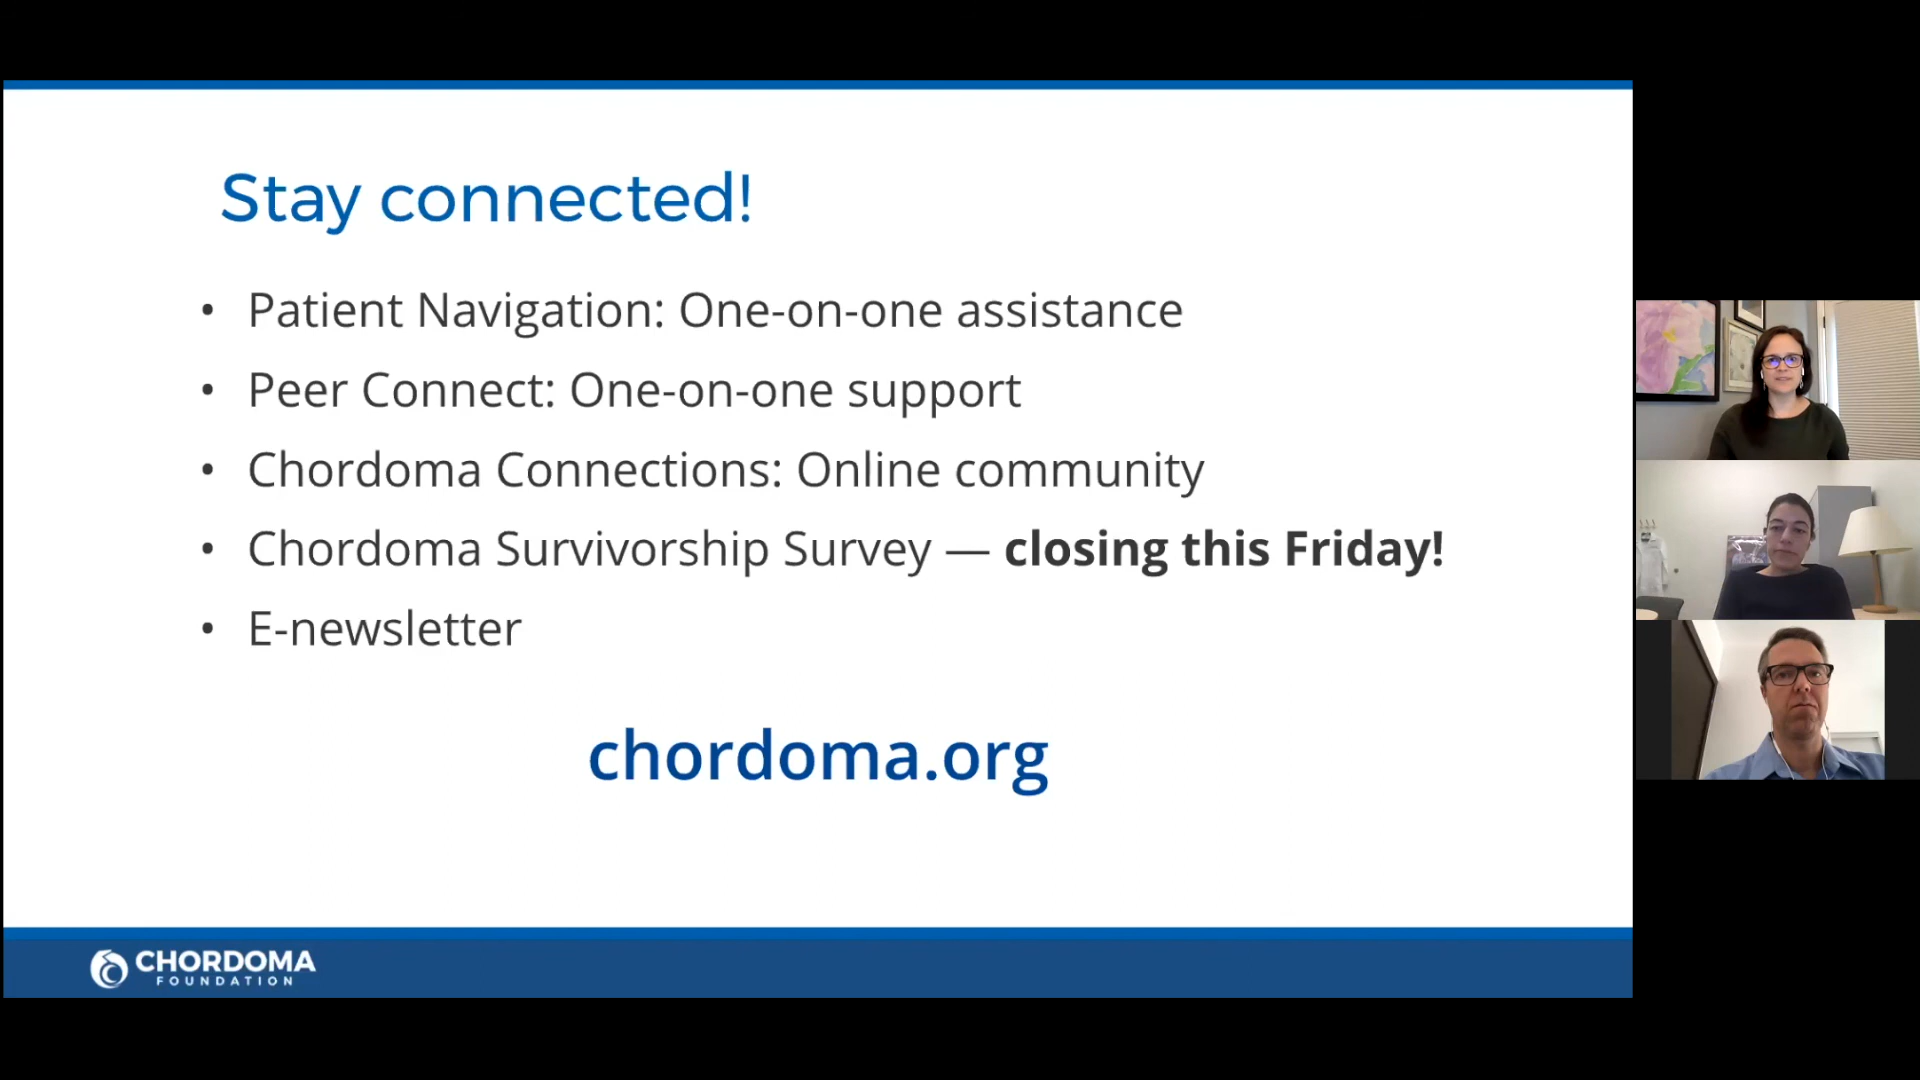 Stay connected!
• Patient Navigation: One-on-one assistance
• Peer Connect: One-on-one support
• Chordoma Connections: Online community
• Chordoma Survivorship Survey — closing this Friday!
• E-newsletter
chordoma.org
CHORDOMA
FOUNDATION